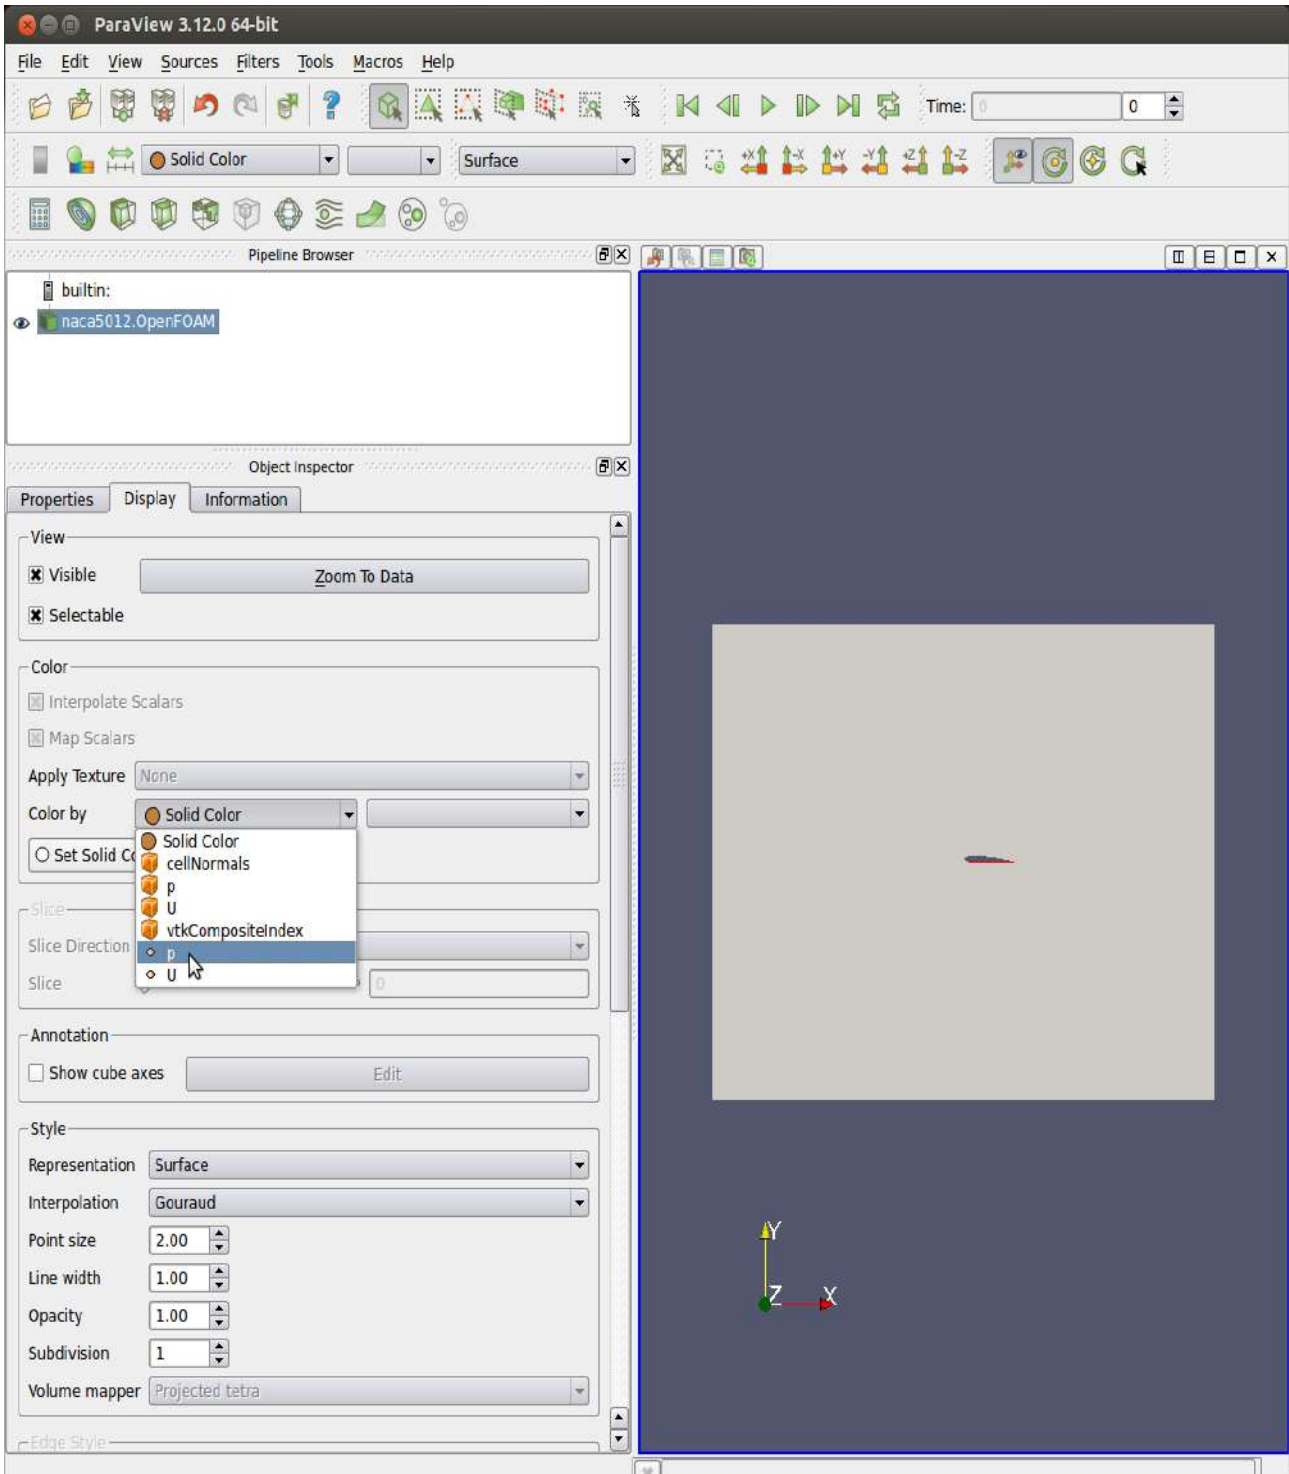 ParaView 3.12.0 64-bit
File Edit View Sources Filters Tools Macros Help
Time: 0 0
Solid Color Surface +X -X +Y -Y +Z -Z
Pipeline Browser
builtin:
naca5012.OpenFOAM
Object Inspector
Properties Display Information
View
Visible Zoom To Data
Selectable
Color
Interpolate Scalars
Map Scalars
Apply Texture None
Color by Solid Color
Solid Color
Set Solid Co
cellNormals
p
U
Slice
vtkCompositeIndex
Slice Direction
p
U
Slice 0
Annotation
Show cube axes Edit
Style
Representation Surface
Interpolation Gouraud
Point size 2.00
Line width 1.00
Opacity 1.00
Subdivision 1
Volume mapper Projected tetra
Edge Style
Y
Z X